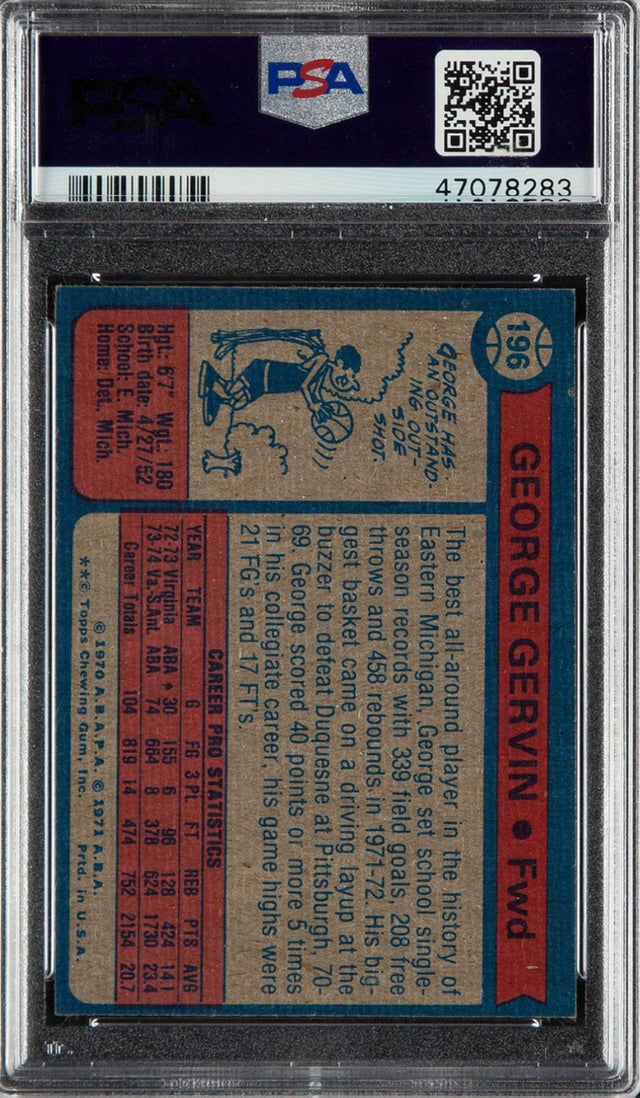 PSA
PSA
47078283
196
GEORGE GERVIN • Fwd
GEORGE HAS
AN OUTSTAND-
ING OUT-
SIDE
SHOT.
Hgt.: 6'7" Wgt.: 180
Birth date: 4/27/52
School: E. Mich.
Home: Det., Mich.
The best all-around player in the history of
Eastern Michigan, George set school single-
season records with 339 field goals, 208 free
throws and 458 rebounds in 1971-72. His big-
gest basket came on a driving layup at the
buzzer to defeat Duquesne at Pittsburgh, 70-
69. George scored 40 points or more 5 times
in his collegiate career, his game highs were
21 FG's and 17 FT's.
CAREER PRO STATISTICS
YEAR TEAM G FG 3 PL FT REB PTS AVG
72-73 Virginia ABA • 30 155 6 96 128 424 14.1
73-74 Va.-S.Ant. ABA 74 664 8 378 624 1730 23.4
Career Totals 104 819 14 474 752 2154 20.7
© 1970 A.B.A.P.A. © 1971 A.B.A.
**© Topps Chewing Gum, Inc. Prtd. in U.S.A.